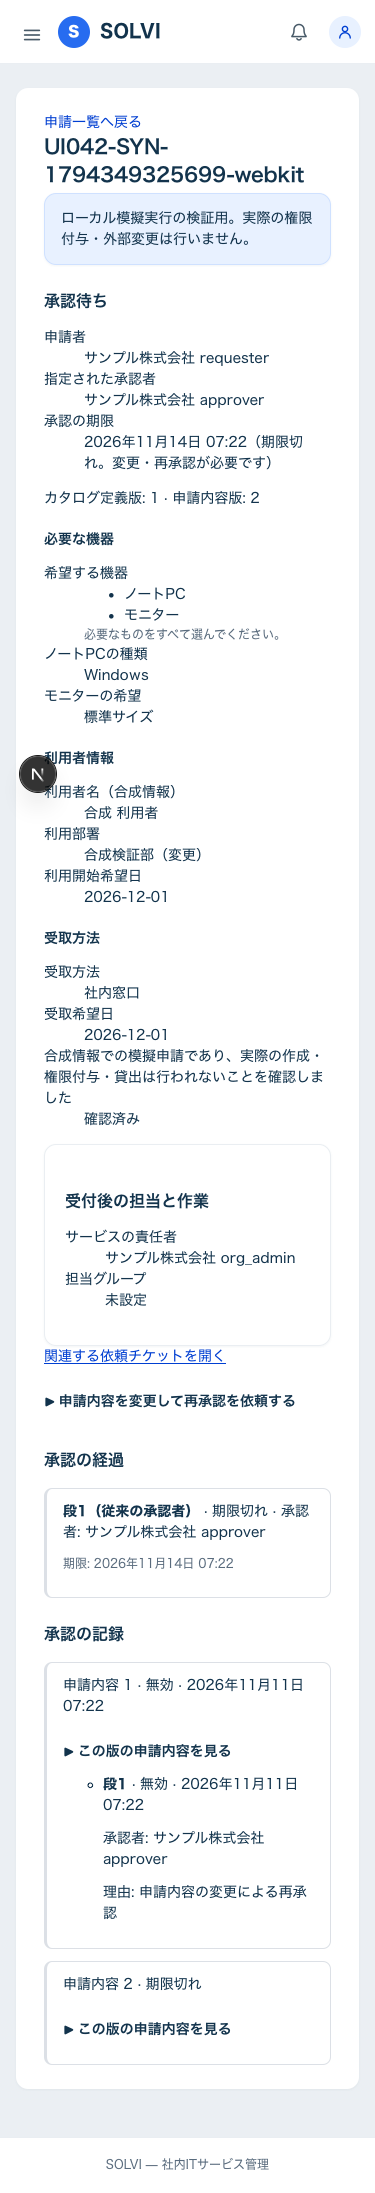 S SOLVI
申請一覧へ戻る
UI042-SYN-
1794349325699-webkit
ローカル模擬実行の検証用。実際の権限
付与・外部変更は行いません。
承認待ち
申請者
サンプル株式会社 requester
指定された承認者
サンプル株式会社 approver
承認の期限
2026年11月14日 07:22（期限切
れ。変更・再承認が必要です）
カタログ定義版: 1 · 申請内容版: 2
必要な機器
希望する機器
• ノートPC
• モニター
必要なものをすべて選んでください。
ノートPCの種類
Windows
モニターの希望
標準サイズ
利用者情報
N
利用者名（合成情報）
合成 利用者
利用部署
合成検証部（変更）
利用開始希望日
2026-12-01
受取方法
受取方法
社内窓口
受取希望日
2026-12-01
合成情報での模擬申請であり、実際の作成・
権限付与・貸出は行われないことを確認しま
した
確認済み
受付後の担当と作業
サービスの責任者
サンプル株式会社 org_admin
担当グループ
未設定
関連する依頼チケットを開く
▶ 申請内容を変更して再承認を依頼する
承認の経過
段1（従来の承認者） · 期限切れ · 承認
者: サンプル株式会社 approver
期限: 2026年11月14日 07:22
承認の記録
申請内容 1 · 無効 · 2026年11月11日
07:22
▶ この版の申請内容を見る
◦ 段1 · 無効 · 2026年11月11日
07:22
承認者: サンプル株式会社
approver
理由: 申請内容の変更による再承
認
申請内容 2 · 期限切れ
▶ この版の申請内容を見る
SOLVI — 社内ITサービス管理